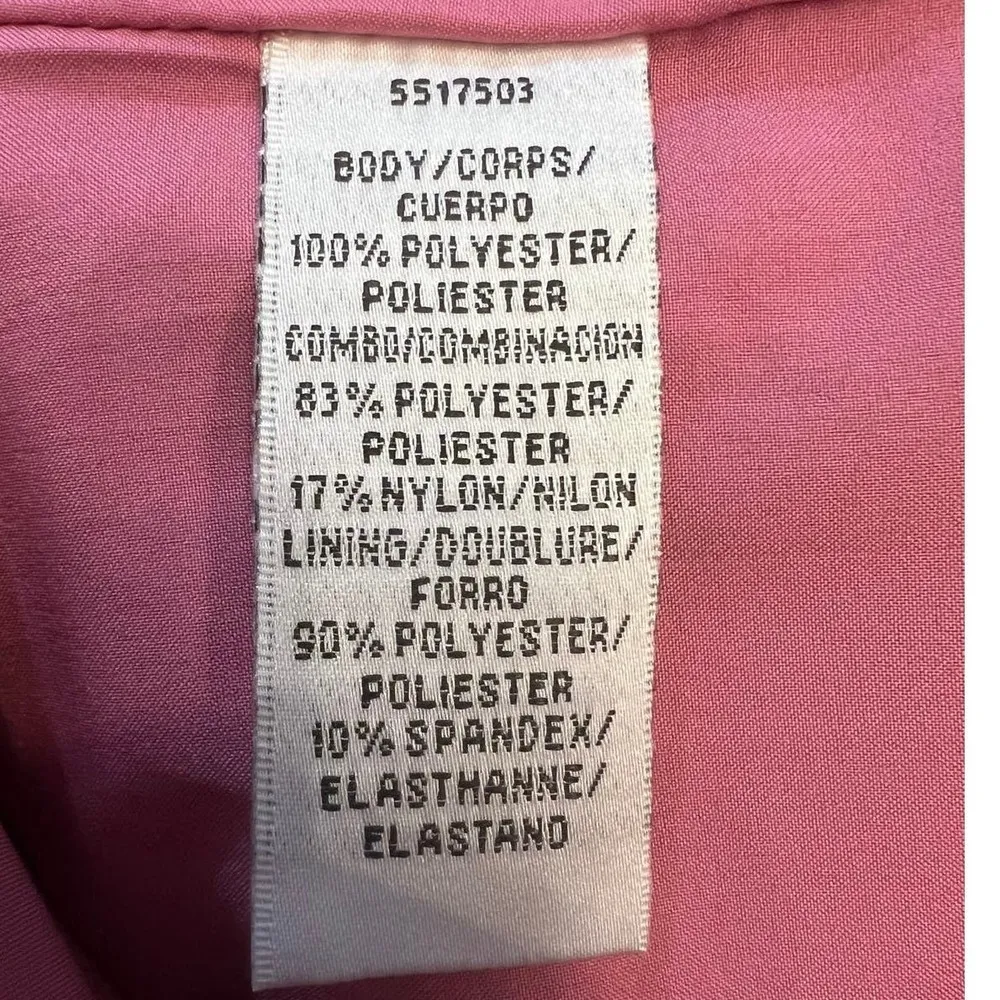 5517503
BODY/CORPS/
CUERPO
100% POLYESTER/
POLIESTER
COMBO/COMBINACION
83% POLYESTER/
POLIESTER
17% NYLON/NILON
LINING/DOUBLURE/
FORRO
90% POLYESTER/
POLIESTER
10% SPANDEX/
ELASTHANNE/
ELASTANO